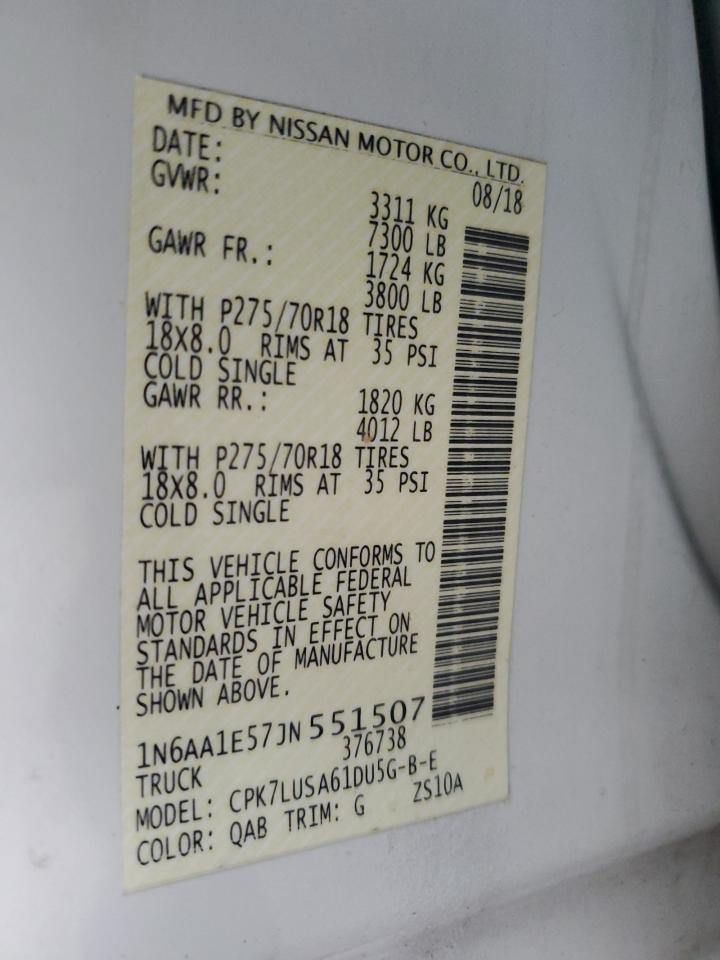 MFD BY NISSAN MOTOR CO., LTD.
DATE: 08/18
GVWR: 3311 KG
7300 LB
GAWR FR.: 1724 KG
3800 LB
WITH P275/70R18 TIRES
18X8.0 RIMS AT 35 PSI
COLD SINGLE
GAWR RR.: 1820 KG
4012 LB
WITH P275/70R18 TIRES
18X8.0 RIMS AT 35 PSI
COLD SINGLE
THIS VEHICLE CONFORMS TO
ALL APPLICABLE FEDERAL
MOTOR VEHICLE SAFETY
STANDARDS IN EFFECT ON
THE DATE OF MANUFACTURE
SHOWN ABOVE.
1N6AA1E57JN551507
TRUCK 376738
MODEL: CPK7LUSA61DU5G-B-E
COLOR: QAB TRIM: G ZS10A